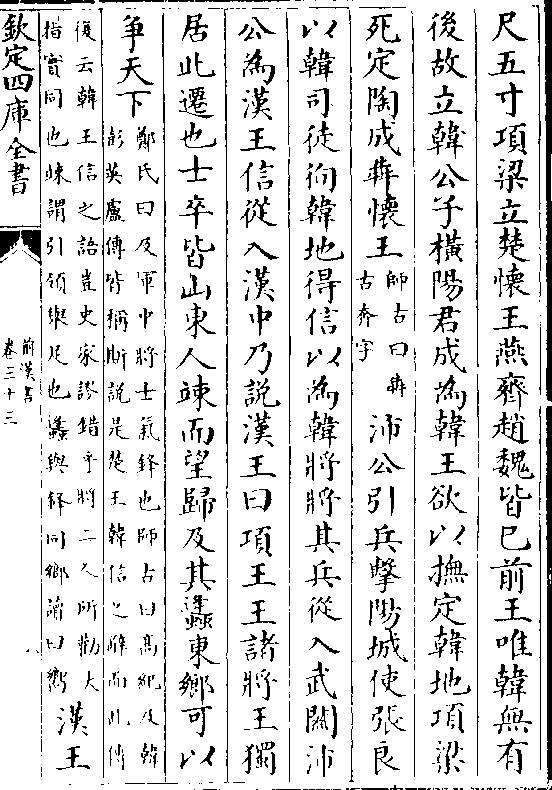 尺五寸項梁立楚懷王燕齊趙魏皆已前王唯韓無有
後故立韓公子橫陽君成為韓王欲以撫定韓地項梁
死定陶成犇懷王
師古曰犇
古奔字
沛公引兵擊陽城使張良
以韓司徒徇韓地得信以為韓將將其兵從入武關沛
公為漢王信從入漢中乃說漢王曰項王王諸將王獨
居此遷也士卒皆山東人竦而望歸及其蠭東鄉可以
爭天下
鄭氏曰及軍中將士氣鋒也師古曰高紀及韓
彭英盧傳皆稱斯說是楚王韓信之辭而此傳
復云韓王信之語豈史家謬錯乎將二人所勸大
指實同也竦謂引領舉足也蠭與鋒同鄉讀曰嚮
漢王
欽定四庫全書
前漢書
卷三十三
八